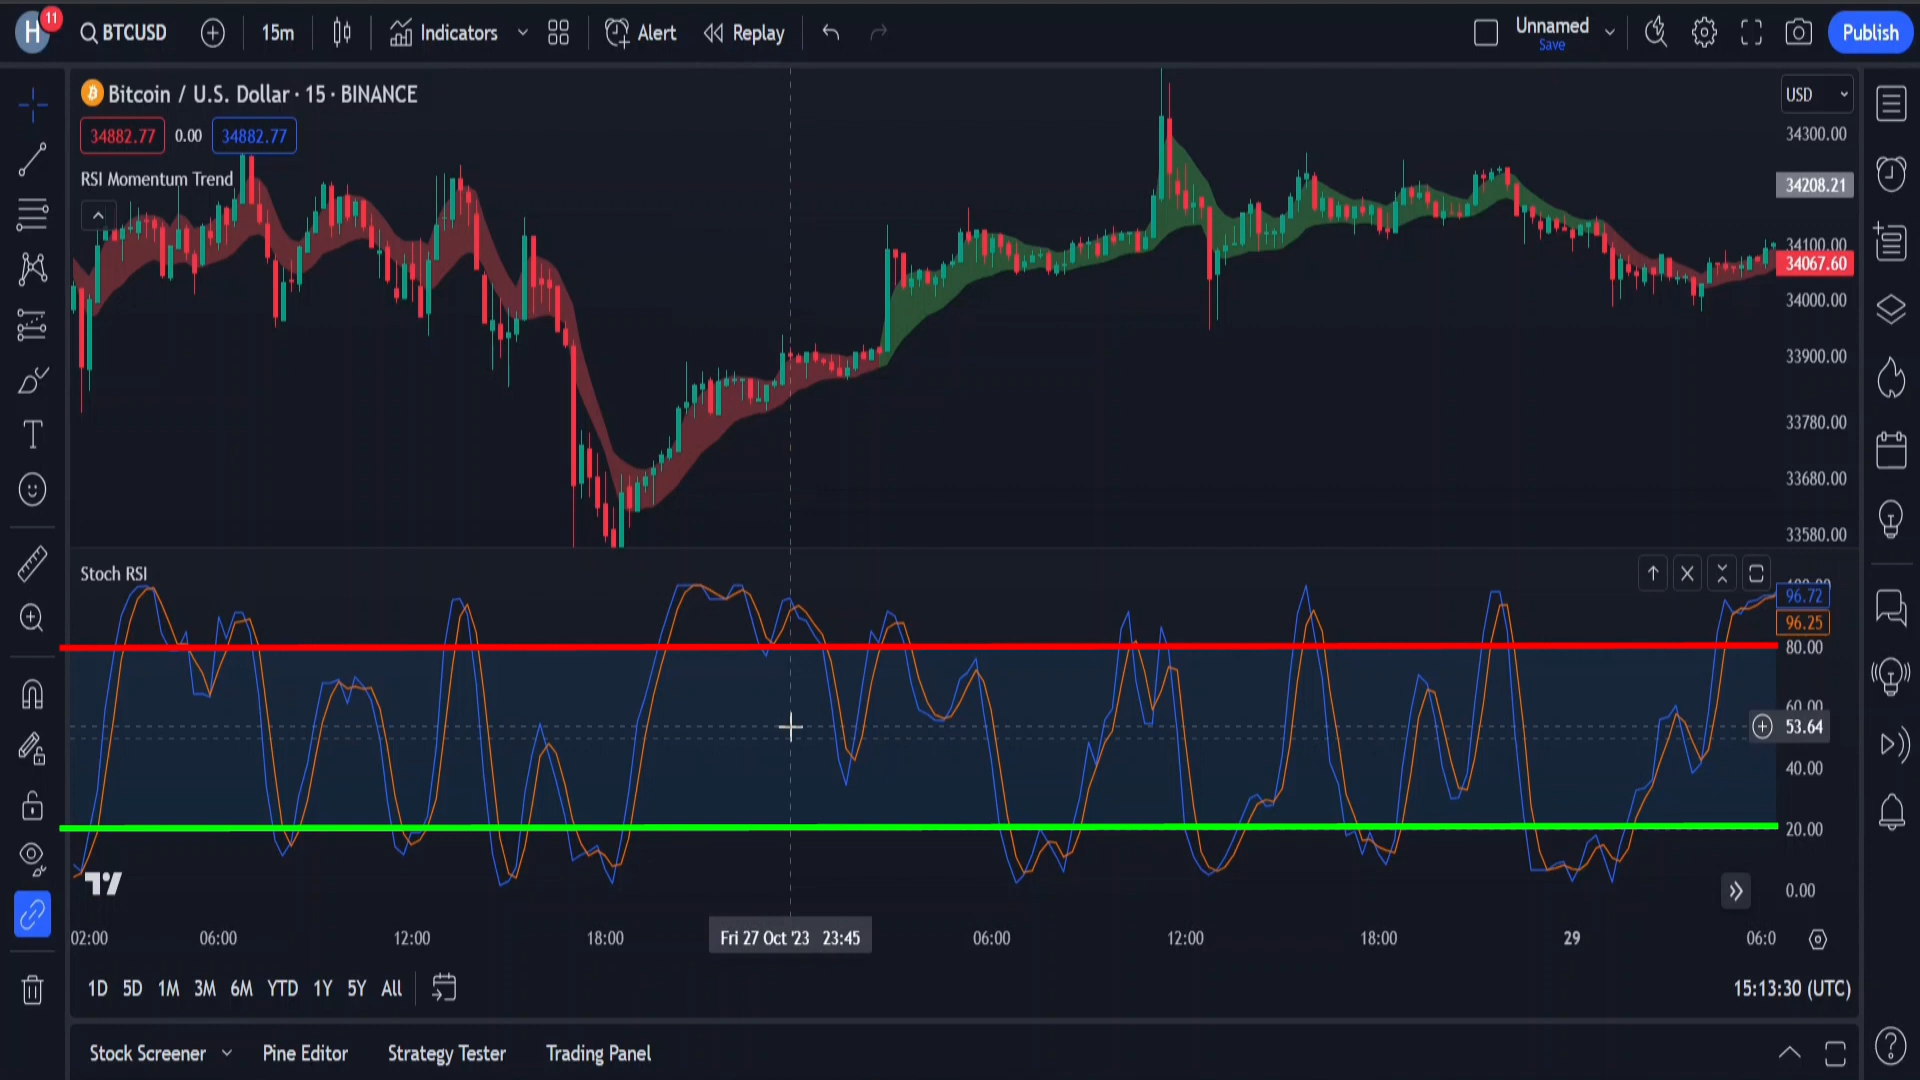 H 11 BTCUSD 15m Indicators Alert Replay Unnamed Publish
Save
Bitcoin / U.S. Dollar · 15 · BINANCE USD
34882.77 0.00 34882.77 34300.00
RSI Momentum Trend 34208.21
34100.00
34067.60
34000.00
33900.00
33780.00
33680.00
33580.00
Stoch RSI
100.00
96.72
96.25
80.00
60.00
53.64
40.00
20.00
0.00
02:00 06:00 12:00 18:00 Fri 27 Oct '23 23:45 06:00 12:00 18:00 29 06:0
1D 5D 1M 3M 6M YTD 1Y 5Y All 15:13:30 (UTC)
Stock Screener Pine Editor Strategy Tester Trading Panel